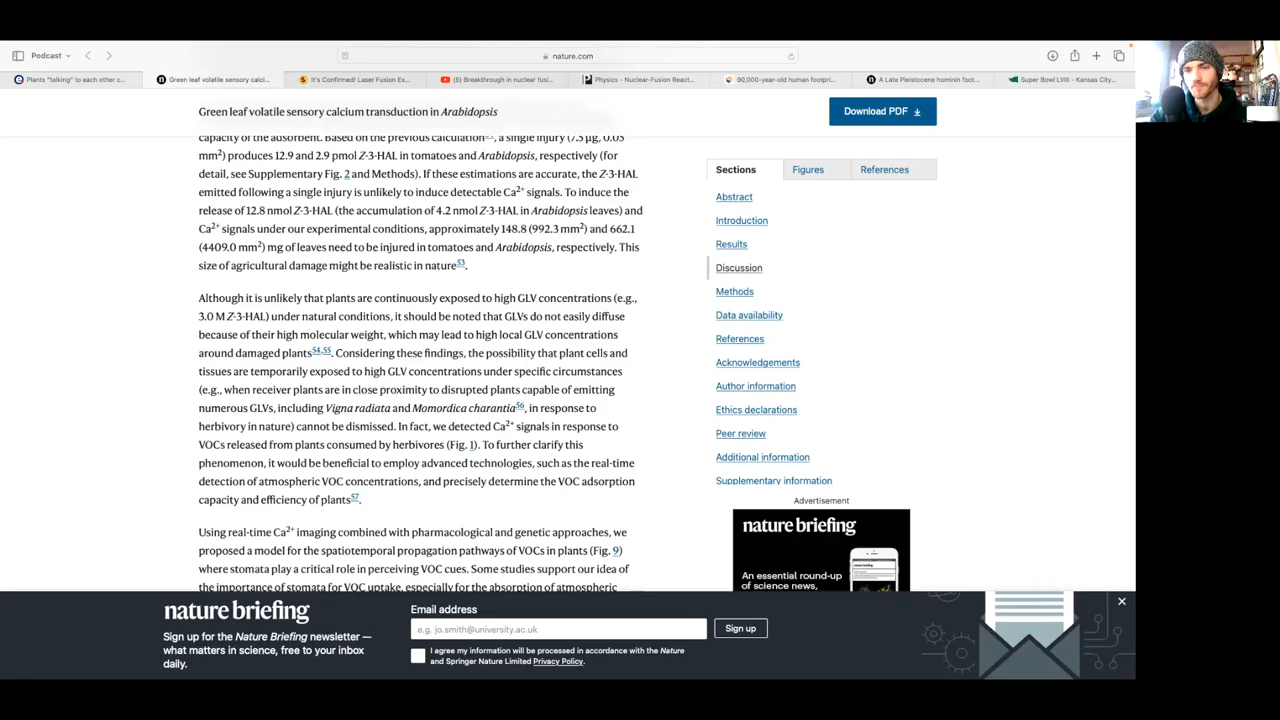 Podcast
nature.com
Plants "talking" to each other c...
Green leaf volatile sensory calci...
It's Confirmed! Laser Fusion Ex...
(5) Breakthrough in nuclear fusi...
Physics - Nuclear-Fusion React...
90,000-year-old human footpri...
A Late Pleistocene hominin foot...
Super Bowl LVIII - Kansas City...
Green leaf volatile sensory calcium transduction in Arabidopsis
Download PDF
capacity of the adsorbent. Based on the previous calculation, a single injury (7.3 µg, 0.05
mm2) produces 12.9 and 2.9 pmol Z-3-HAL in tomatoes and Arabidopsis, respectively (for
detail, see Supplementary Fig. 2 and Methods). If these estimations are accurate, the Z-3-HAL
emitted following a single injury is unlikely to induce detectable Ca2+ signals. To induce the
release of 12.8 nmol Z-3-HAL (the accumulation of 4.2 nmol Z-3-HAL in Arabidopsis leaves) and
Ca2+ signals under our experimental conditions, approximately 148.8 (992.3 mm2) and 662.1
(4409.0 mm2) mg of leaves need to be injured in tomatoes and Arabidopsis, respectively. This
size of agricultural damage might be realistic in nature53.
Although it is unlikely that plants are continuously exposed to high GLV concentrations (e.g.,
3.0 M Z-3-HAL) under natural conditions, it should be noted that GLVs do not easily diffuse
because of their high molecular weight, which may lead to high local GLV concentrations
around damaged plants54,55. Considering these findings, the possibility that plant cells and
tissues are temporarily exposed to high GLV concentrations under specific circumstances
(e.g., when receiver plants are in close proximity to disrupted plants capable of emitting
numerous GLVs, including Vigna radiata and Momordica charantia56, in response to
herbivory in nature) cannot be dismissed. In fact, we detected Ca2+ signals in response to
VOCs released from plants consumed by herbivores (Fig. 1). To further clarify this
phenomenon, it would be beneficial to employ advanced technologies, such as the real-time
detection of atmospheric VOC concentrations, and precisely determine the VOC adsorption
capacity and efficiency of plants57.
Using real-time Ca2+ imaging combined with pharmacological and genetic approaches, we
proposed a model for the spatiotemporal propagation pathways of VOCs in plants (Fig. 9)
where stomata play a critical role in perceiving VOC cues. Some studies support our idea of
the importance of stomata for VOC uptake, especially for the absorption of atmospheric
Sections
Figures
References
Abstract
Introduction
Results
Discussion
Methods
Data availability
References
Acknowledgements
Author information
Ethics declarations
Peer review
Additional information
Supplementary information
Advertisement
nature briefing
An essential round-up
of science news,
nature briefing
Sign up for the Nature Briefing newsletter —
what matters in science, free to your inbox
daily.
Email address
e.g. jo.smith@university.ac.uk
Sign up
I agree my information will be processed in accordance with the Nature
and Springer Nature Limited Privacy Policy.